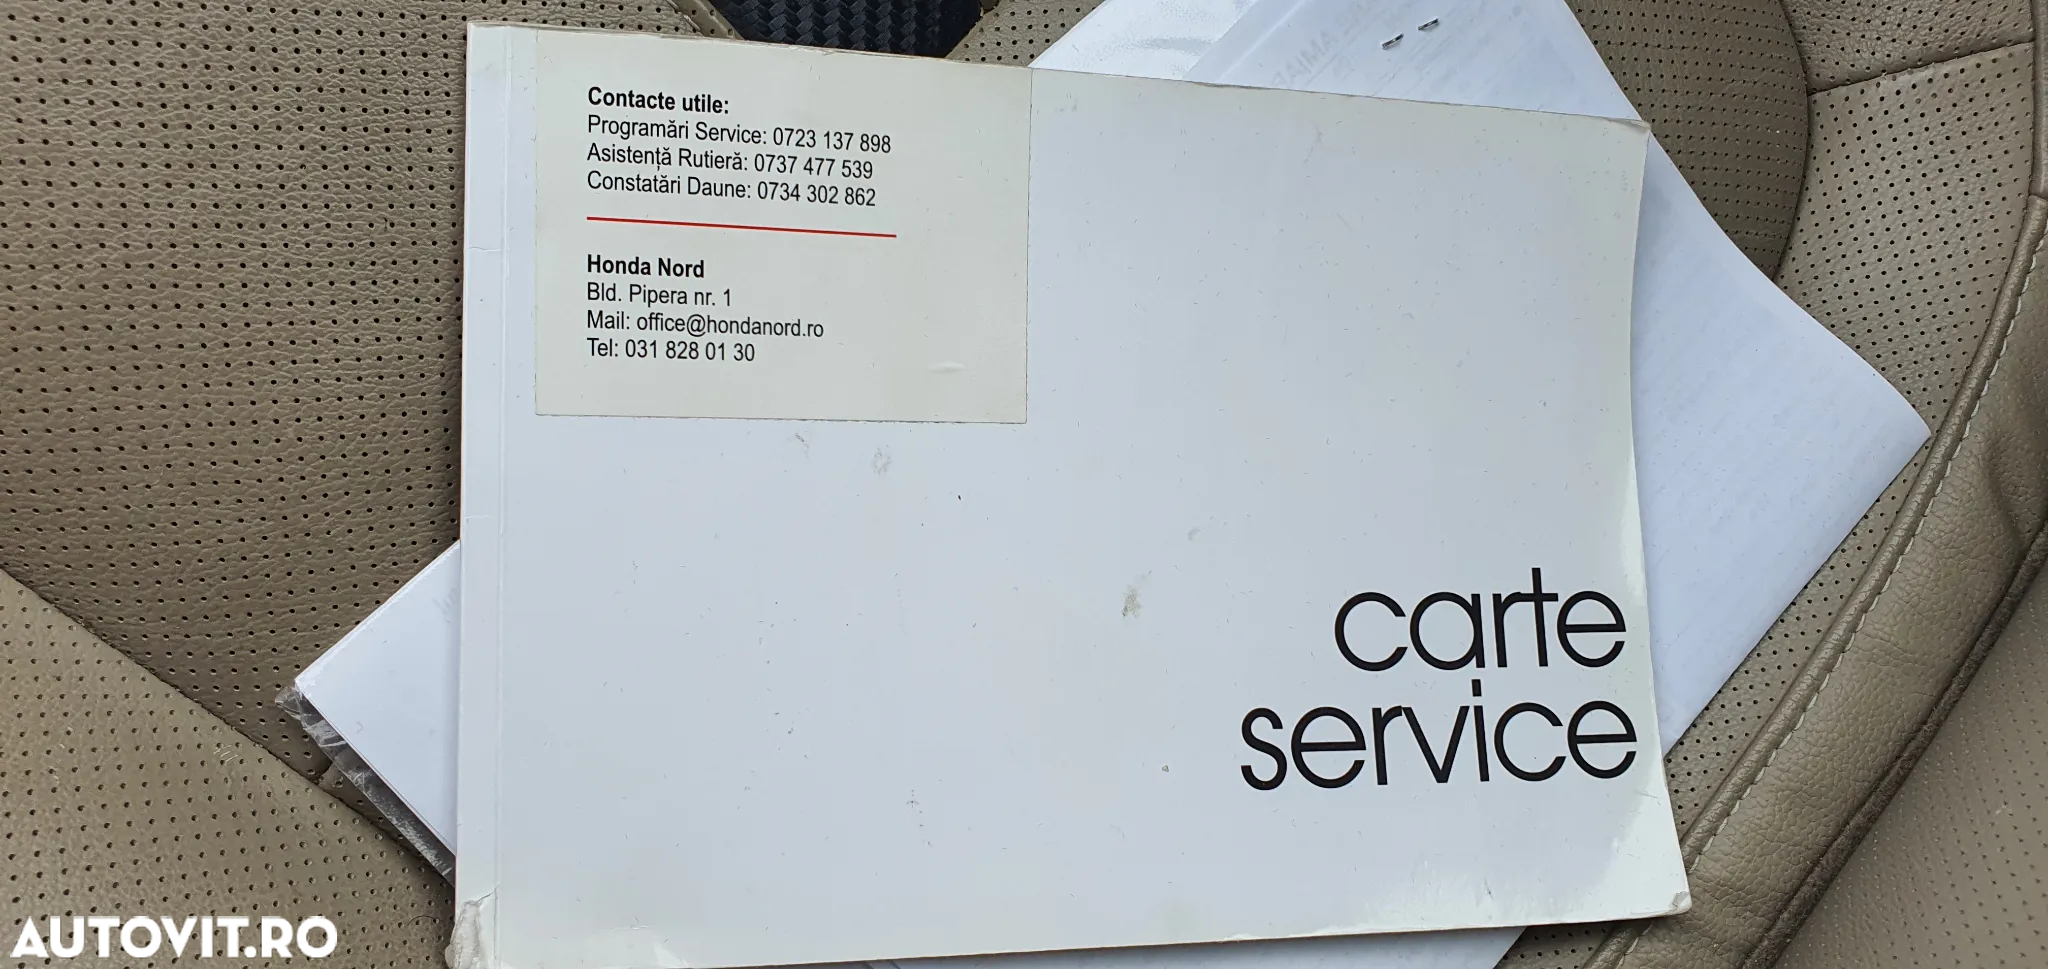 Contacte utile:
Programări Service: 0723 137 898
Asistență Rutieră: 0737 477 539
Constatări Daune: 0734 302 862
Honda Nord
Bld. Pipera nr. 1
Mail: office@hondanord.ro
Tel: 031 828 01 30
carte
service
AUTOVIT.RO